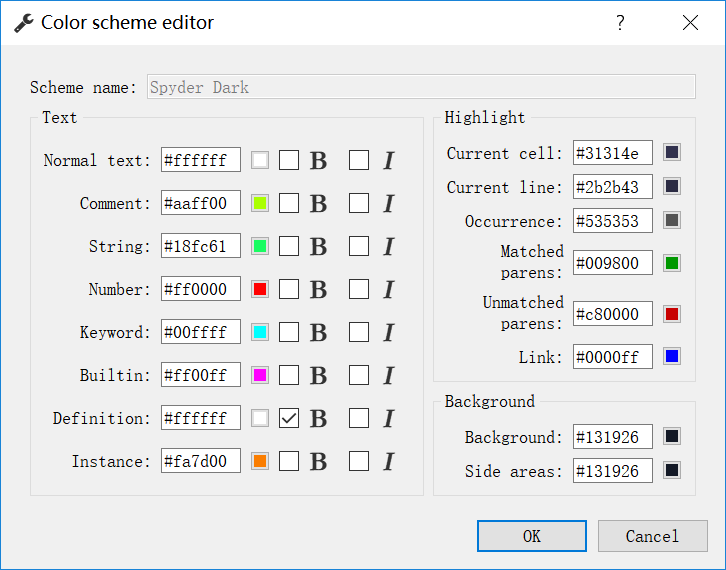 Color scheme editor
Scheme name: Spyder Dark
Text
Normal text: #ffffff B I
Comment: #aaff00 B I
String: #18fc61 B I
Number: #ff0000 B I
Keyword: #00ffff B I
Builtin: #ff00ff B I
Definition: #ffffff B I
Instance: #fa7d00 B I
Highlight
Current cell: #31314e
Current line: #2b2b43
Occurrence: #535353
Matched
parens: #009800
Unmatched
parens: #c80000
Link: #0000ff
Background
Background: #131926
Side areas: #131926
OK Cancel